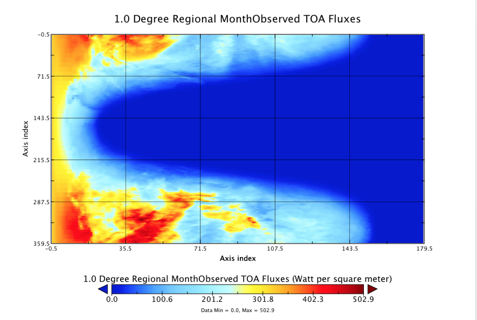 1.0 Degree Regional MonthObserved TOA Fluxes
-0.5
71.5
143.5
215.5
287.5
359.5
Axis index
-0.5 35.5 71.5 107.5 143.5 179.5
Axis index
1.0 Degree Regional MonthObserved TOA Fluxes (Watt per square meter)
0.0 100.6 201.2 301.8 402.3 502.9
Data Min = 0.0, Max = 502.9